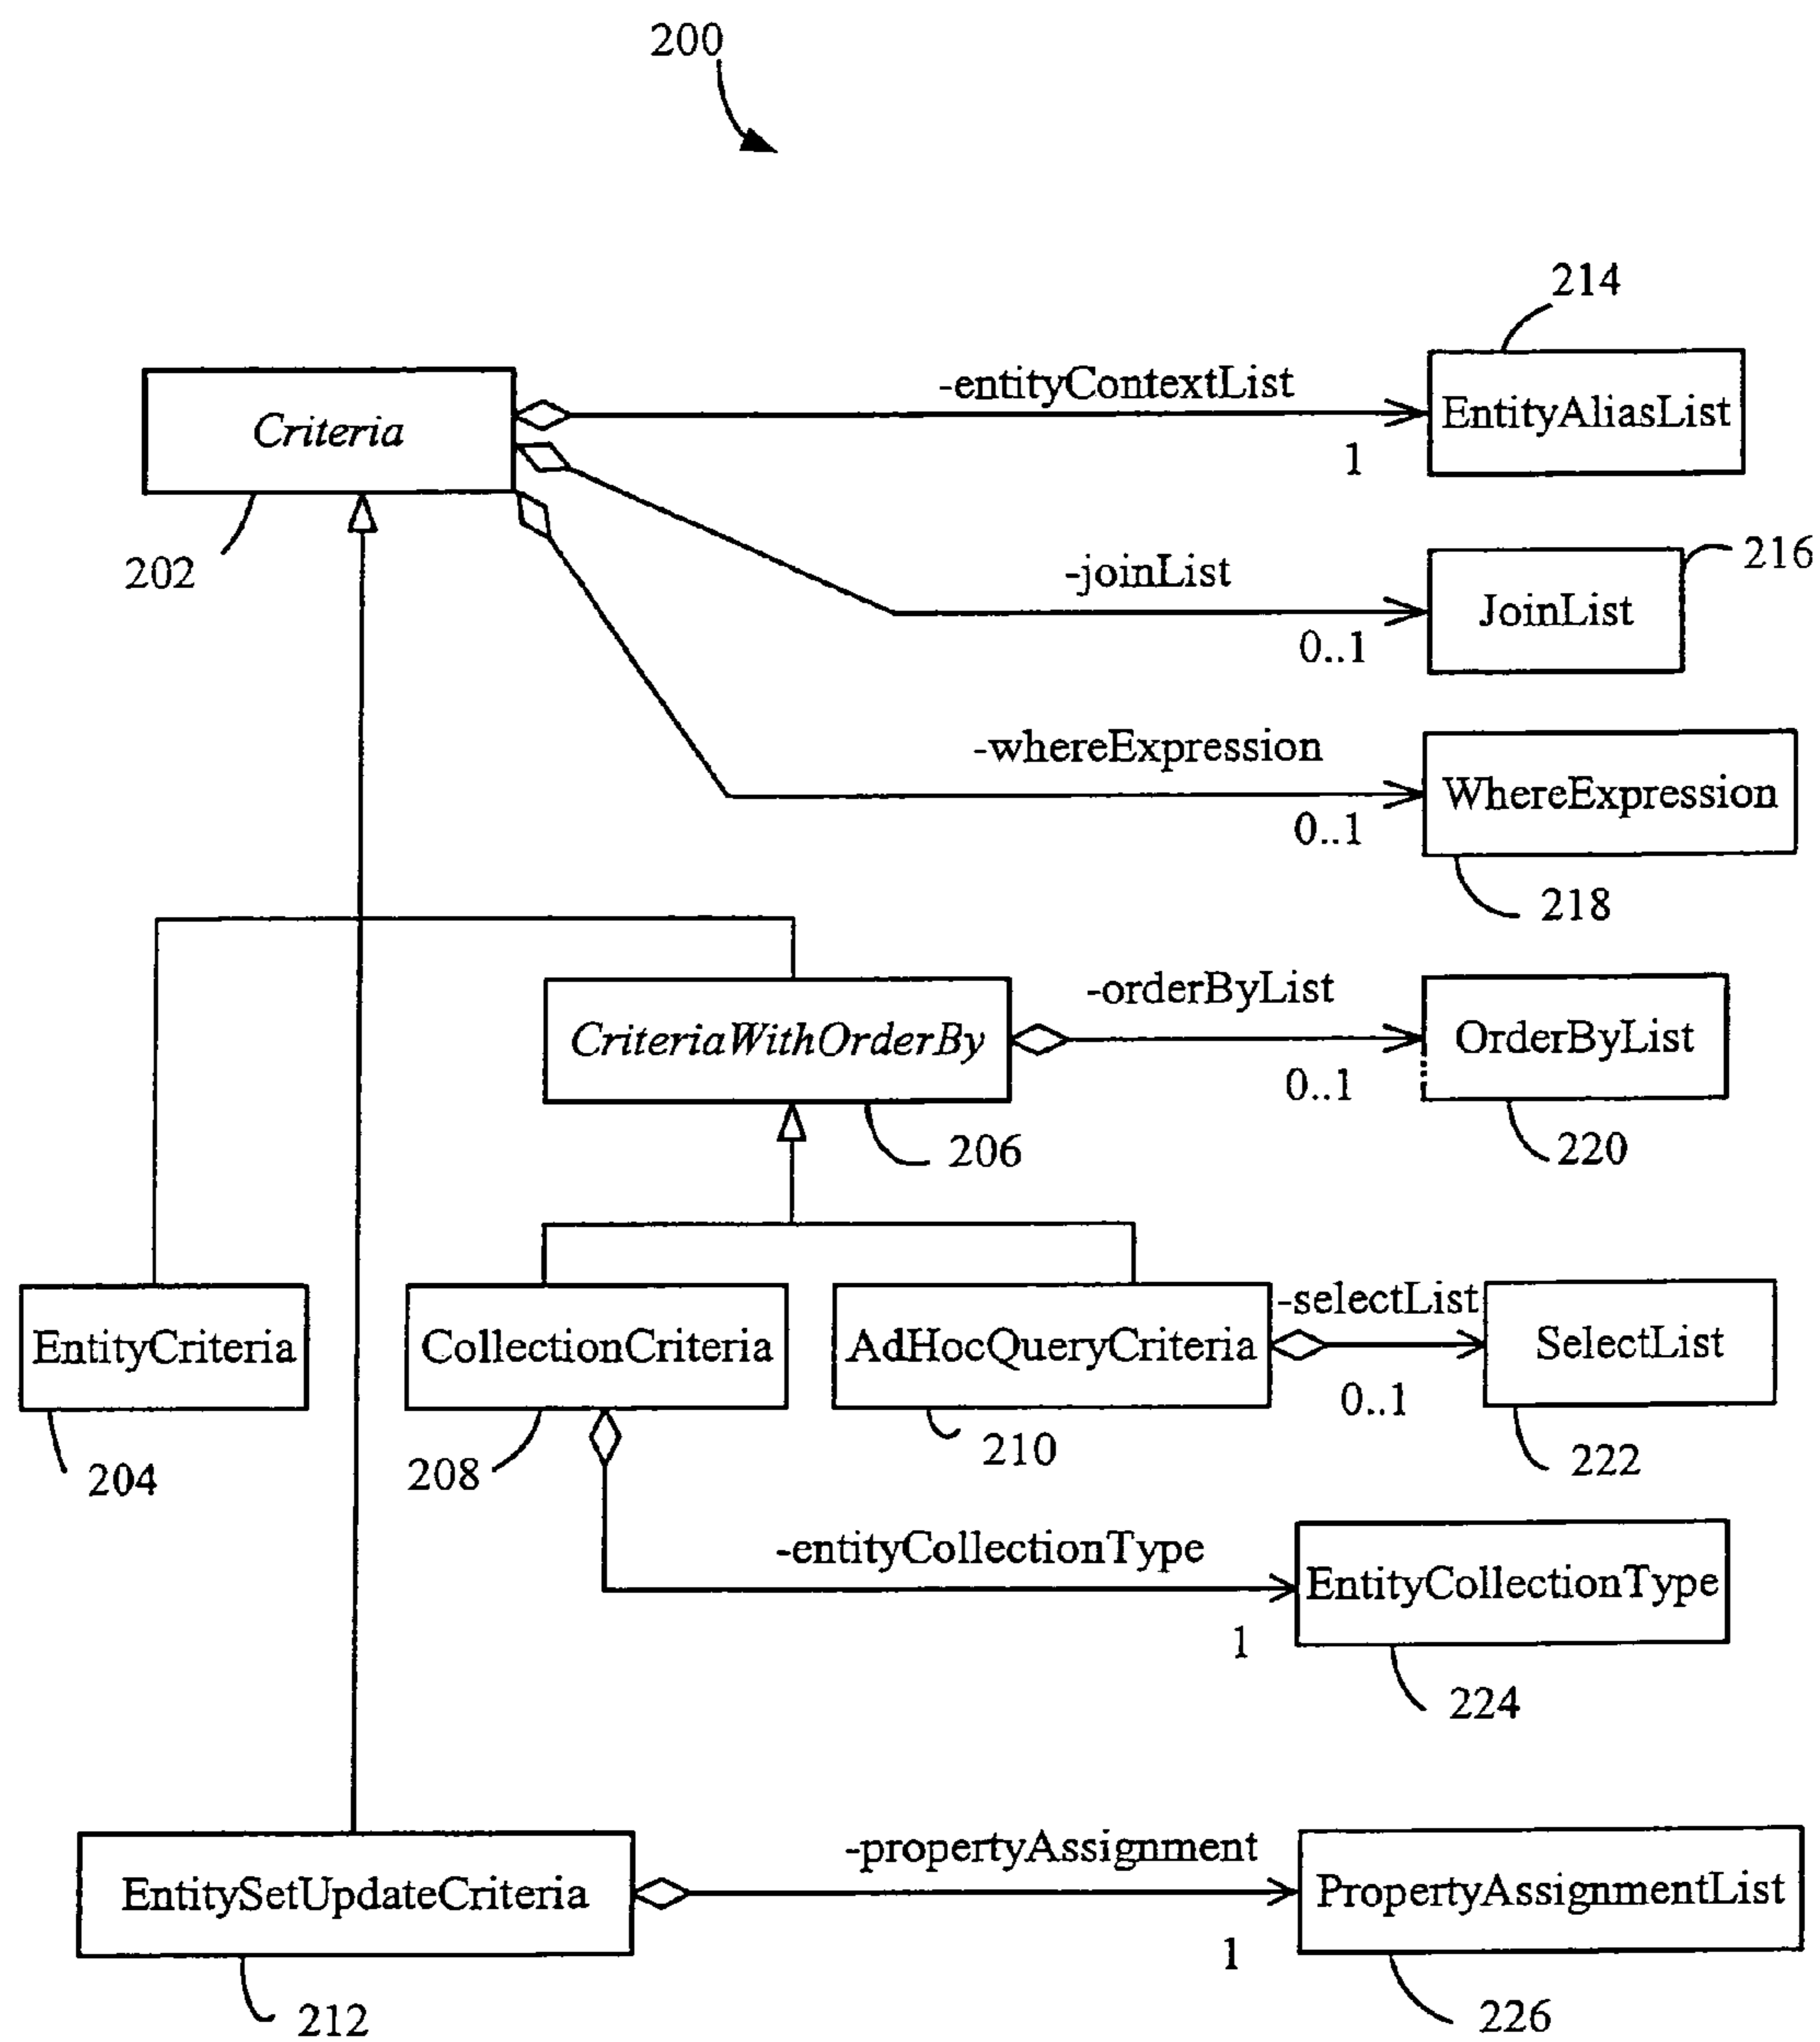 200
214
-entityContextList
EntityAliasList
Criteria
1
202
216
-joinList
JoinList
0..1
-whereExpression
WhereExpression
0..1
218
-orderByList
CriteriaWithOrderBy
OrderByList
0..1
206
220
-selectList
EntityCriteria
CollectionCriteria
AdHocQueryCriteria
SelectList
0..1
204
208
210
222
-entityCollectionType
EntityCollectionType
1
224
-propertyAssignment
EntitySetUpdateCriteria
PropertyAssignmentList
1
212
226